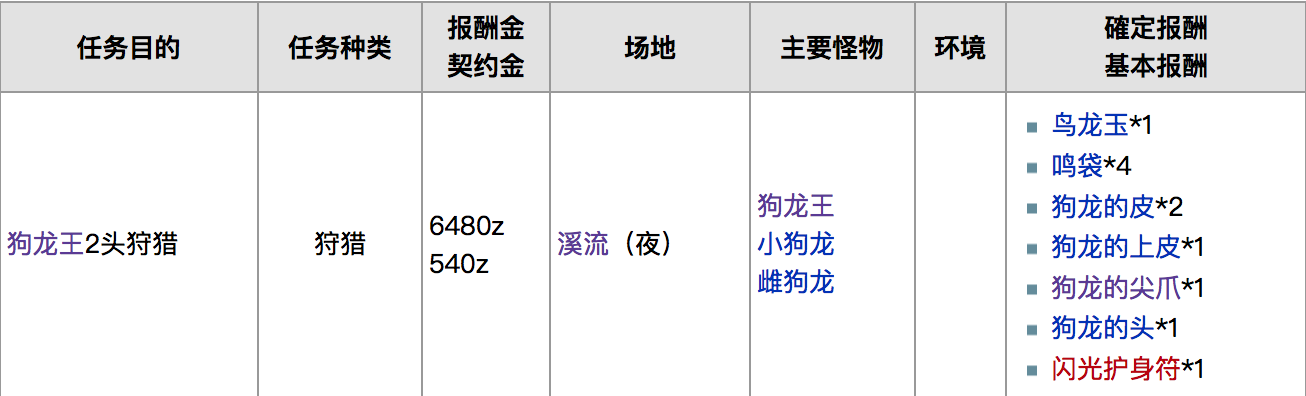 任务目的
任务种类
报酬金
契约金
场地
主要怪物
环境
確定报酬
基本报酬
狗龙王2头狩猎
狩猎
6480z
540z
溪流（夜）
狗龙王
小狗龙
雌狗龙
鸟龙玉*1
鸣袋*4
狗龙的皮*2
狗龙的上皮*1
狗龙的尖爪*1
狗龙的头*1
闪光护身符*1